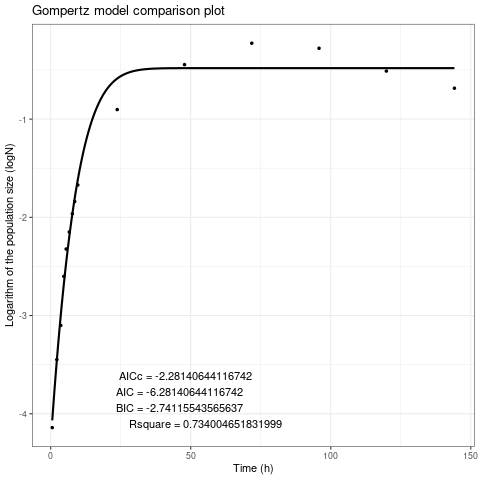 Gompertz model comparison plot
Logarithm of the population size (logN)
-1
-2
-3
-4
AICc = -2.28140644116742
AIC = -6.28140644116742
BIC = -2.74115543565637
Rsquare = 0.734004651831999
0 50 100 150
Time (h)